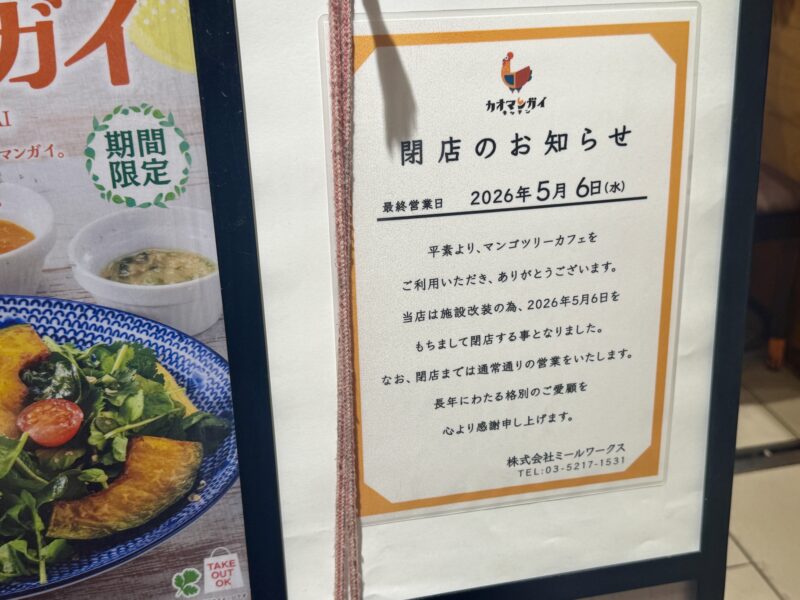 ガイ
AI
マンガイ。
期間
限定
TAKE
OUT
OK
カオマンガイ
キッチン
閉店のお知らせ
最終営業日 2026年5月6日(水)
平素より、マンゴツリーカフェを
ご利用いただき、ありがとうございます。
当店は施設改装の為、2026年5月6日を
もちまして閉店する事となりました。
なお、閉店までは通常通りの営業をいたします。
長年にわたる格別のご愛顧を
心より感謝申し上げます。
株式会社ミールワークス
TEL:03-5217-1531